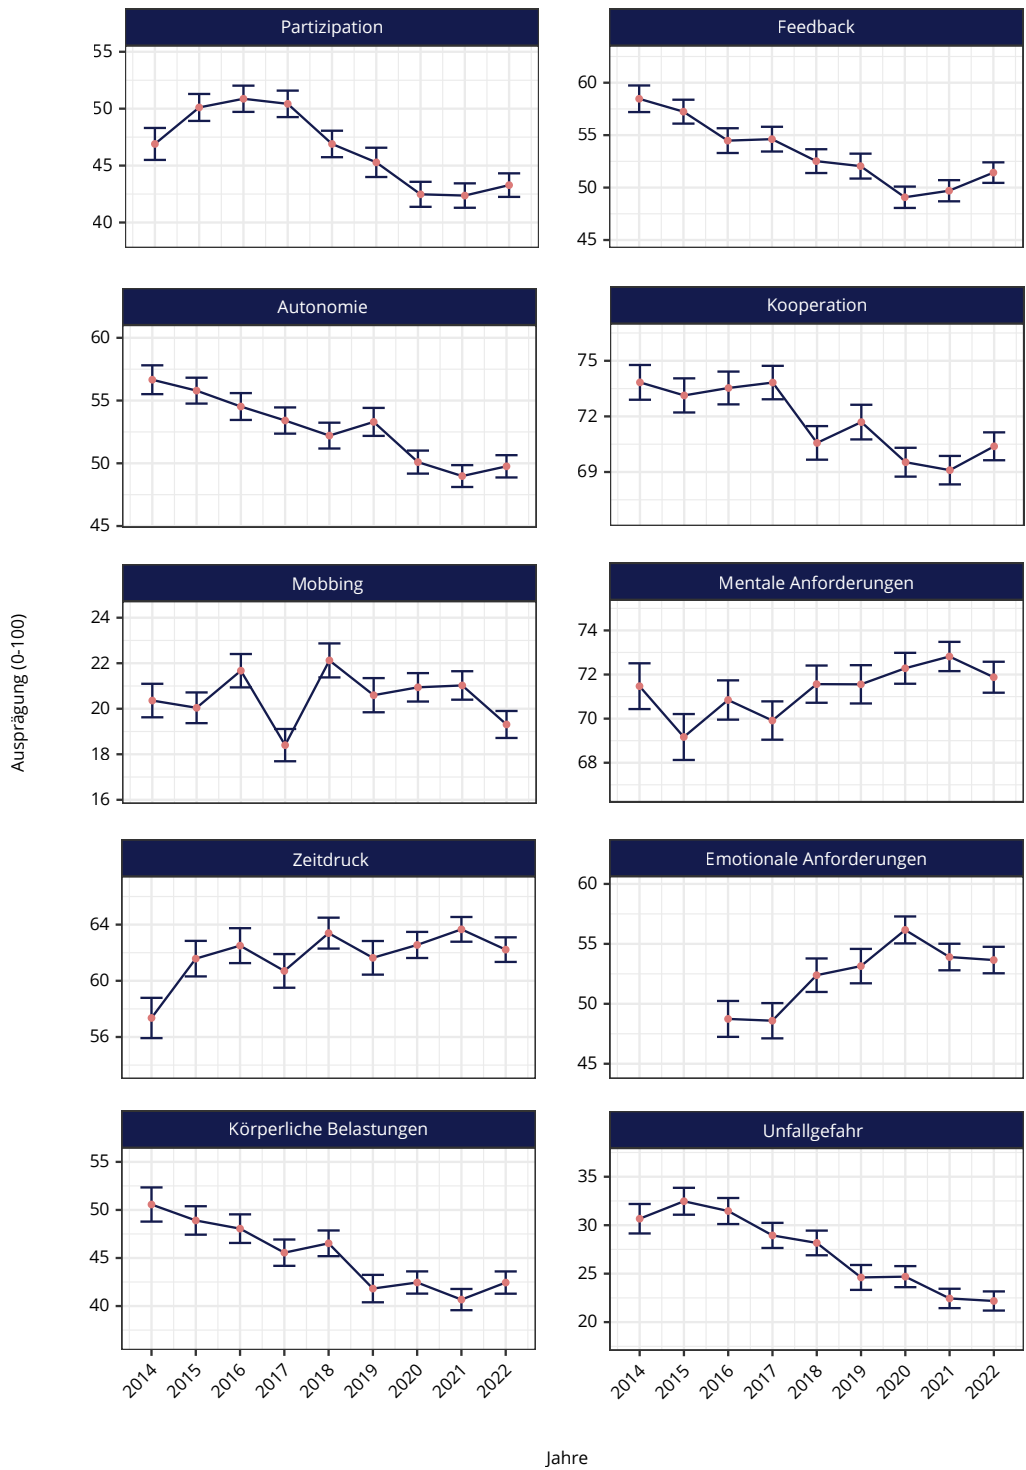 Partizipation
55
50
45
40
Feedback
60
55
50
45
Autonomie
60
55
50
45
Kooperation
75
72
69
Ausprägung (0-100)
Mobbing
24
22
20
18
16
Mentale Anforderungen
74
72
70
68
Zeitdruck
64
60
56
Emotionale Anforderungen
60
55
50
45
Körperliche Belastungen
55
50
45
40
2014 2015 2016 2017 2018 2019 2020 2021 2022
Unfallgefahr
35
30
25
20
2014 2015 2016 2017 2018 2019 2020 2021 2022
Jahre